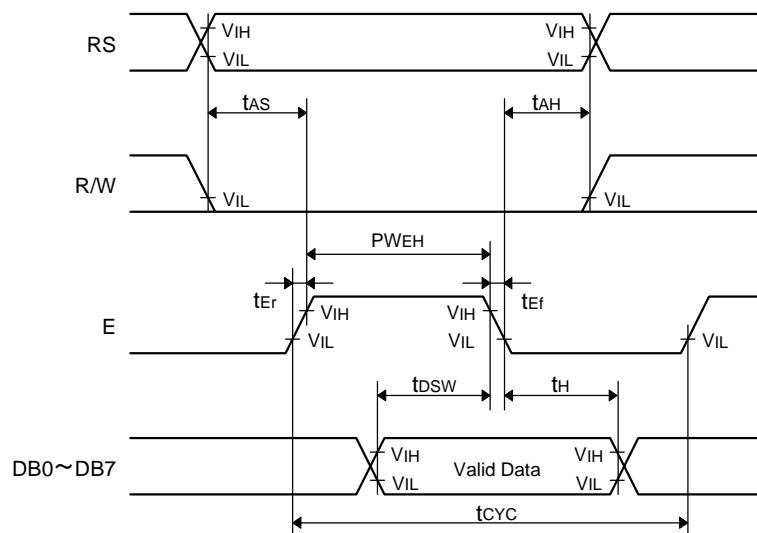 RS
VIH
VIH
VIL
VIL
tAS
tAH
R/W
VIL
VIL
PWEH
tEr
tEf
E
VIH
VIH
VIL
VIL
VIL
tDSW
tH
DB0～DB7
VIH
Valid Data
VIH
VIL
VIL
tCYC